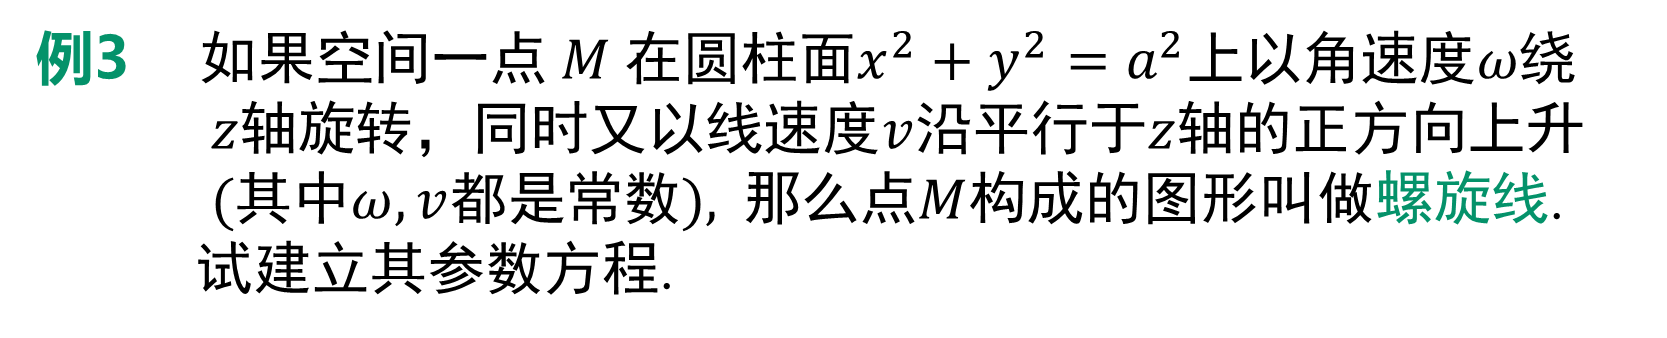 例3 如果空间一点 M 在圆柱面x² + y² = a²上以角速度ω绕
z轴旋转，同时又以线速度v沿平行于z轴的正方向上升
(其中ω, v都是常数), 那么点M构成的图形叫做螺旋线.
试建立其参数方程.